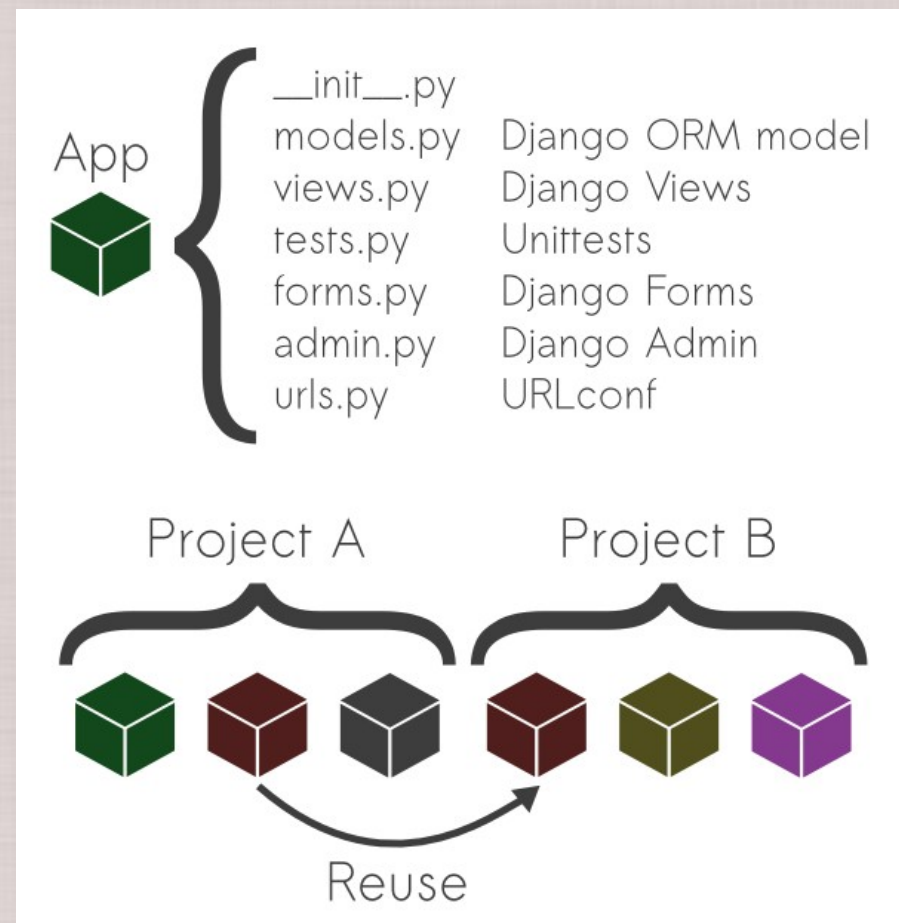 App
__init__.py
models.py Django ORM model
views.py Django Views
tests.py Unittests
forms.py Django Forms
admin.py Django Admin
urls.py URLconf
Project A Project B
Reuse